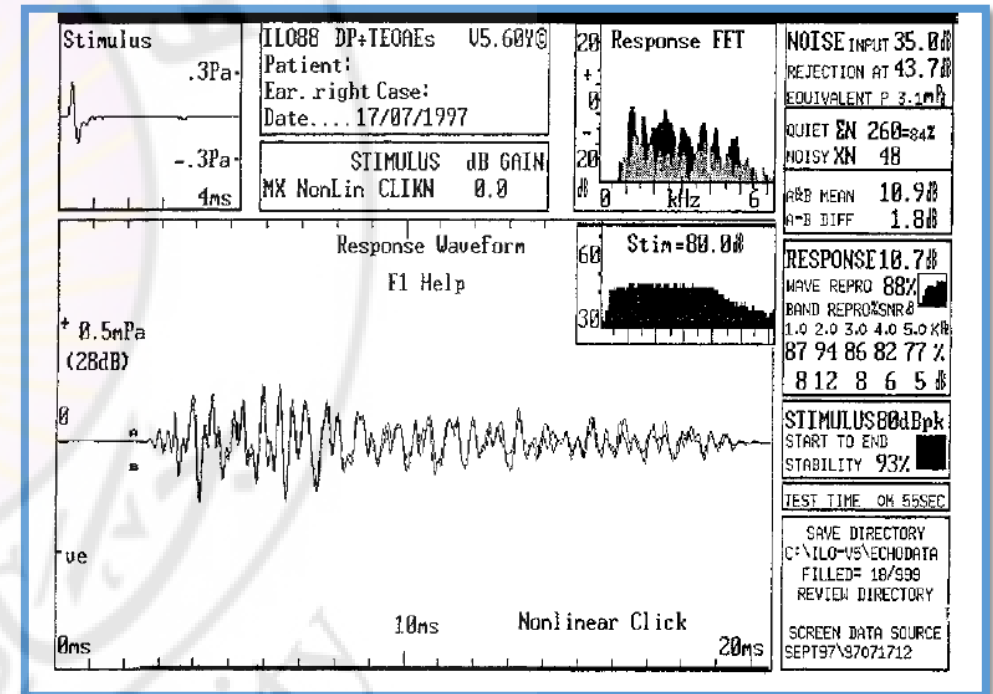 Stimulus
.3Pa
-.3Pa
4ms
ILO88 DP+TEOAEs V5.60Y©
Patient:
Ear. right Case:
Date.... 17/07/1997
STIMULUS dB GAIN
MX NonLin CLIKN 0.0
Response FFT
20
+
0
-
20
dB
0 kHz 6
NOISE INPUT 35.0dB
REJECTION AT 43.7dB
EQUIVALENT P 3.1mPa
QUIET ΣN 260=84%
NOISY XN 48
A&B MEAN 10.9dB
A-B DIFF 1.8dB
RESPONSE 10.7dB
WAVE REPRO 88%
BAND REPRO%SNRdB
1.0 2.0 3.0 4.0 5.0 KHz
87 94 86 82 77 %
8 12 8 6 5 dB
STIMULUS 80dBpk
START TO END
STABILITY 93%
TEST TIME 0M 55SEC
SAVE DIRECTORY
C:\ILO-V5\ECHODATA
FILLED= 18/999
REVIEW DIRECTORY
SCREEN DATA SOURCE
SEPT97\97071712
Response Waveform
F1 Help
60
Stim=80.0dB
30
+ 0.5mPa
(28dB)
0
A
B
-ve
0ms
10ms
Nonlinear Click
20ms